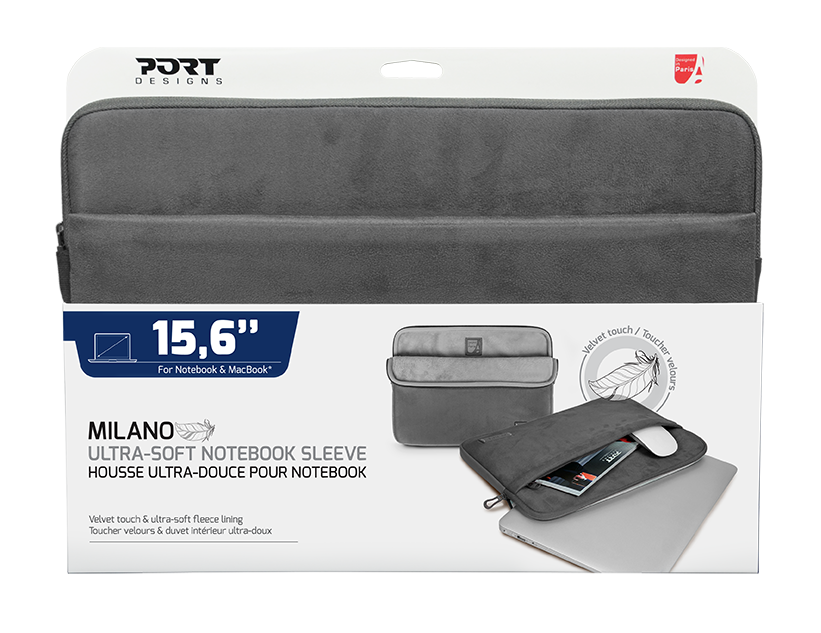 PORT
DESIGNS
Designed
in
Paris
15,6”
For Notebook & MacBook*
Velvet touch / Toucher velours
MILANO
ULTRA-SOFT NOTEBOOK SLEEVE
HOUSSE ULTRA-DOUCE POUR NOTEBOOK
PORT
Velvet touch & ultra-soft fleece lining
Toucher velours & duvet intérieur ultra-doux